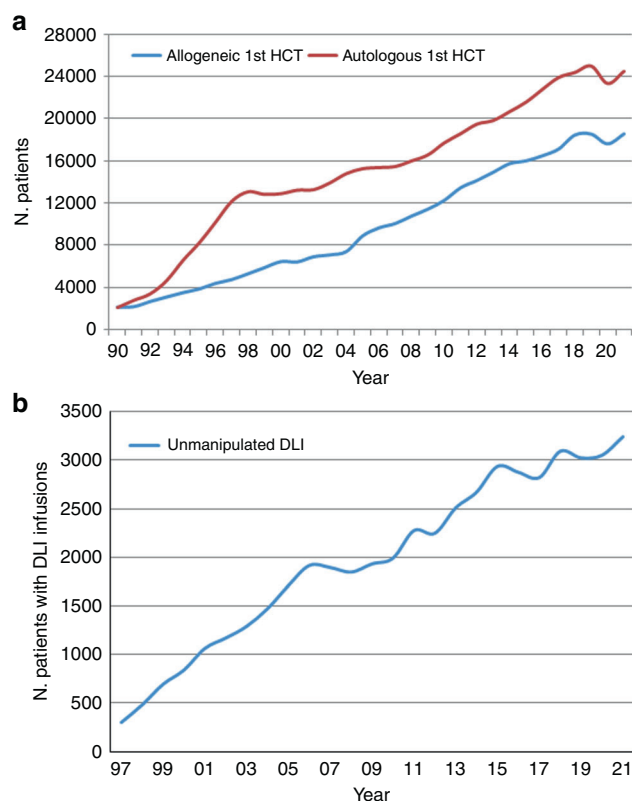 a
28000
24000
20000
16000
12000
8000
4000
0
N. patients
Allogeneic 1st HCT Autologous 1st HCT
90 92 94 96 98 00 02 04 06 08 10 12 14 16 18 20
Year
b
3500
3000
2500
2000
1500
1000
500
0
N. patients with DLI infusions
Unmanipulated DLI
97 99 01 03 05 07 09 11 13 15 17 19 21
Year